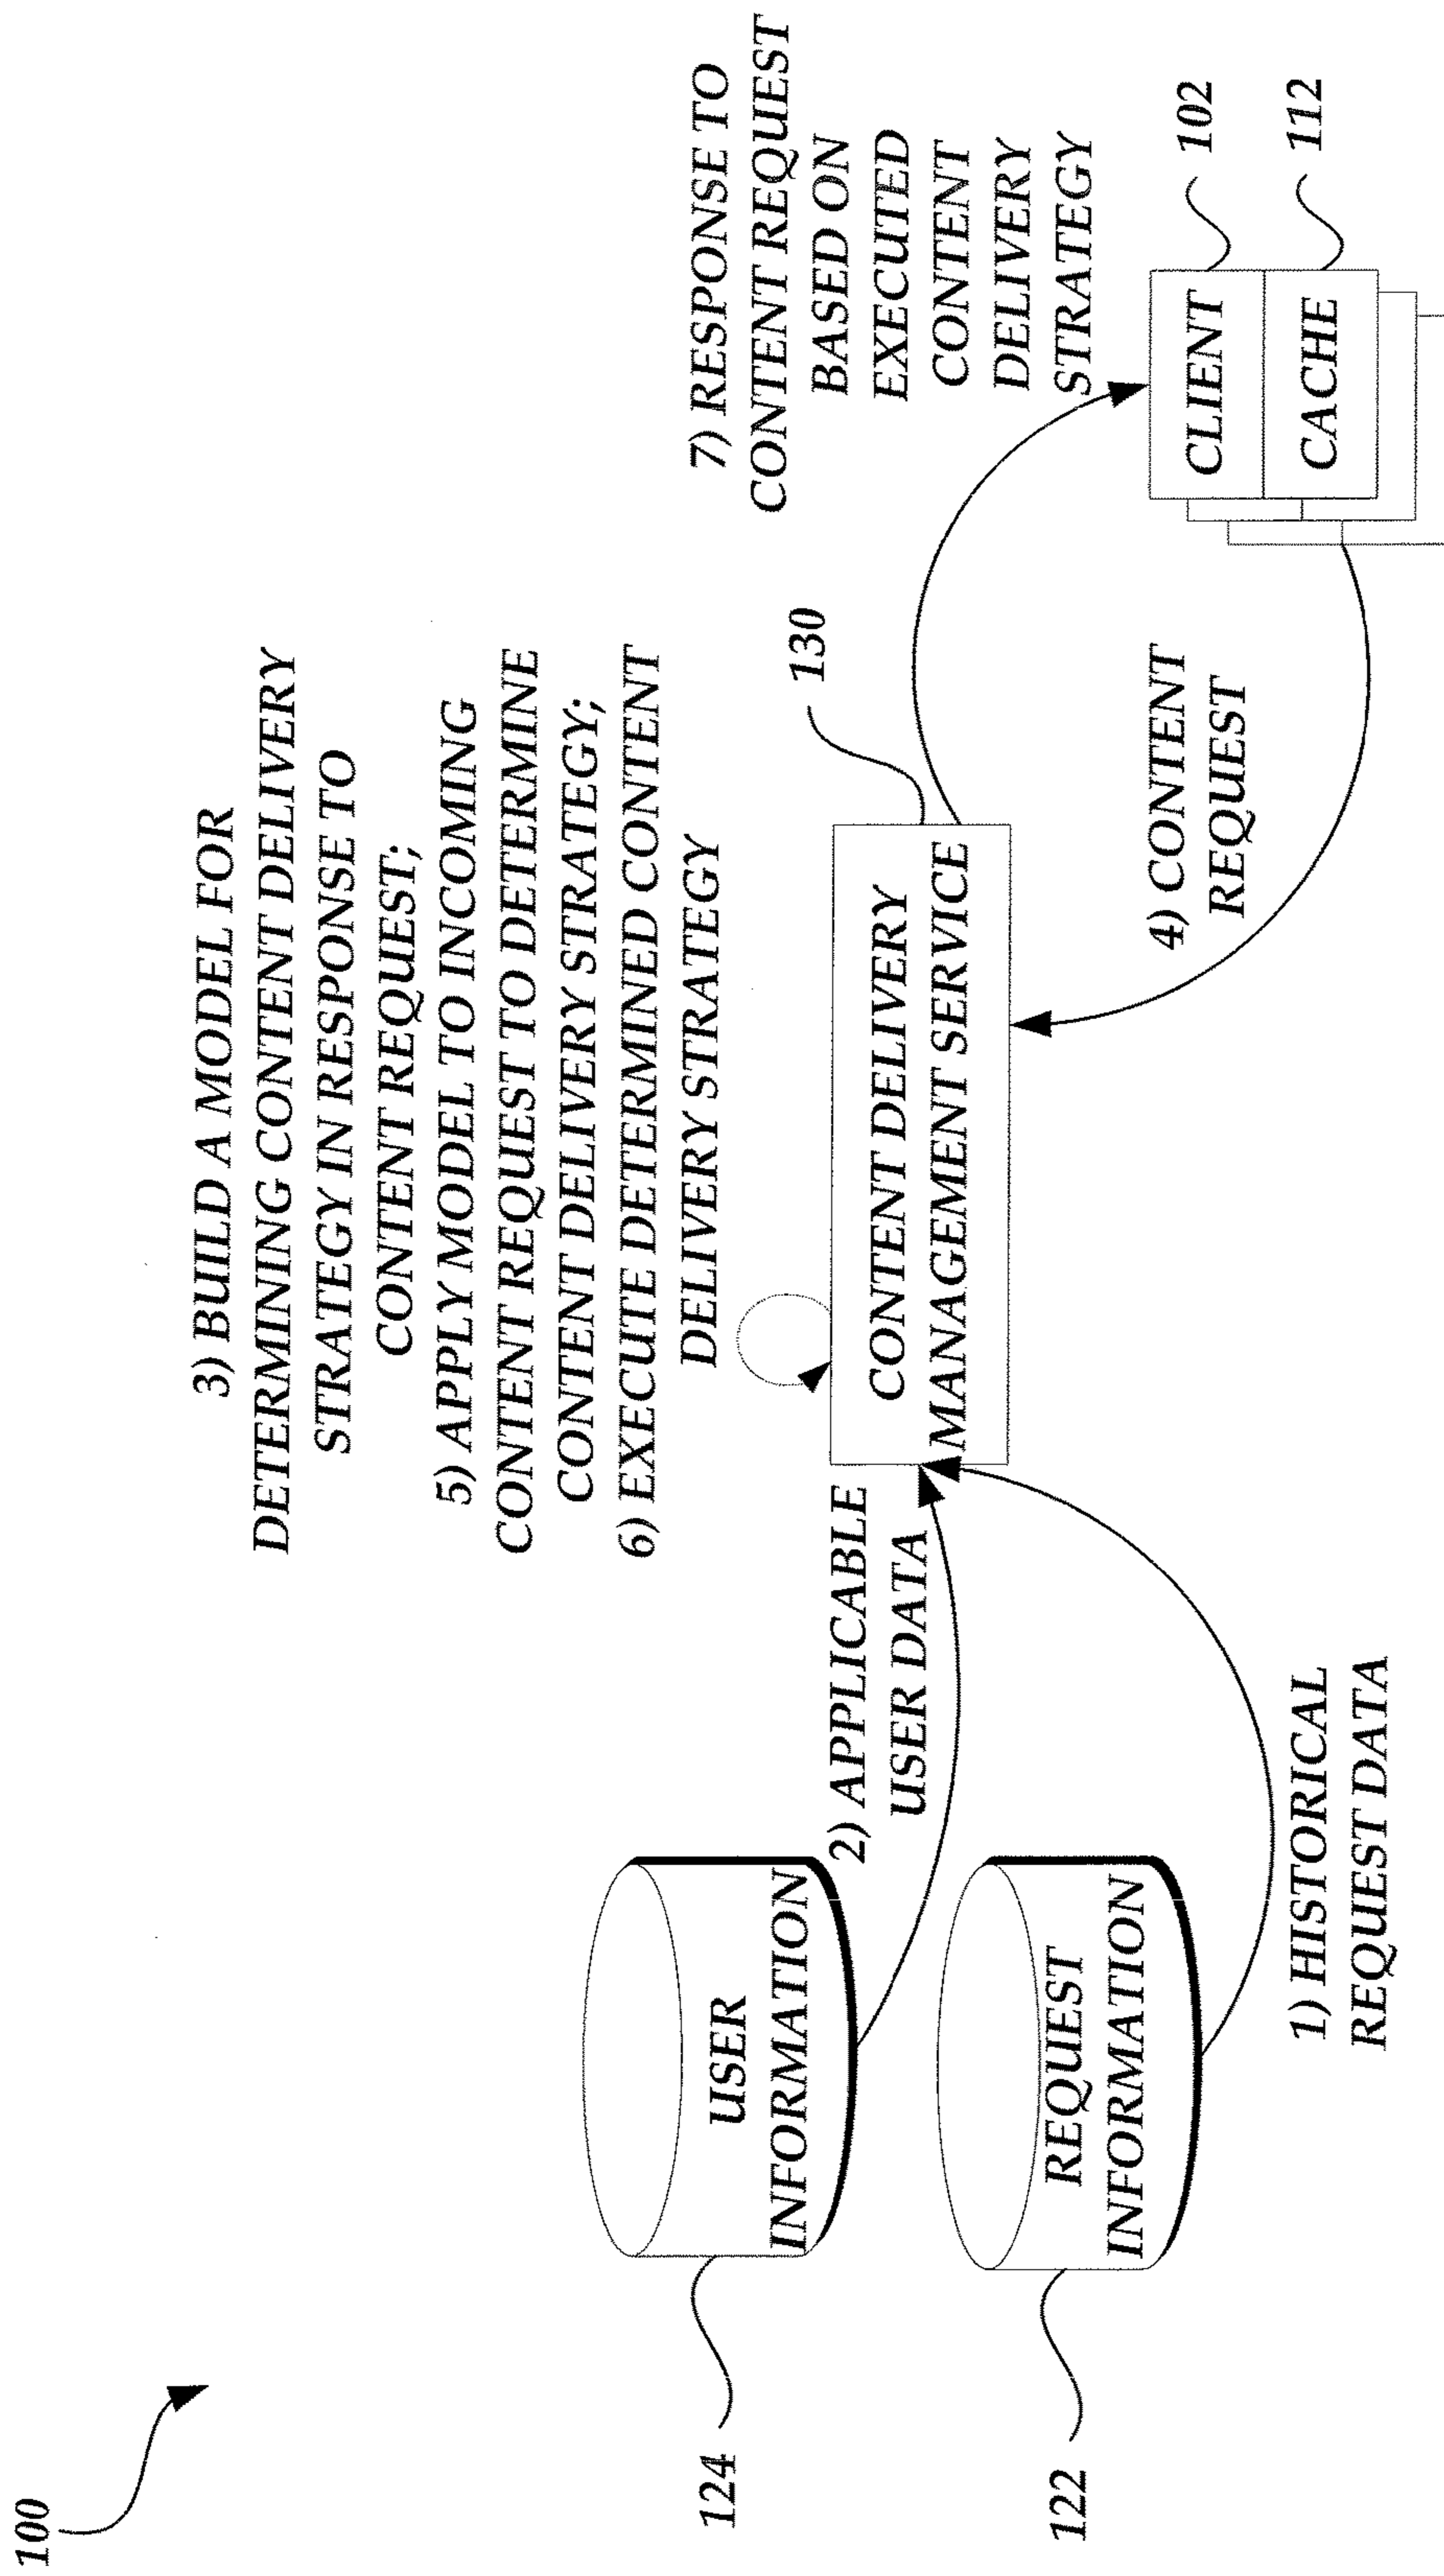 100
3) BUILD A MODEL FOR
DETERMINING CONTENT DELIVERY
STRATEGY IN RESPONSE TO
CONTENT REQUEST;
5) APPLY MODEL TO INCOMING
CONTENT REQUEST TO DETERMINE
CONTENT DELIVERY STRATEGY;
6) EXECUTE DETERMINED CONTENT
DELIVERY STRATEGY
7) RESPONSE TO
CONTENT REQUEST
BASED ON
EXECUTED
CONTENT
DELIVERY
STRATEGY
124
USER
INFORMATION
2) APPLICABLE
USER DATA
130
CONTENT DELIVERY
MANAGEMENT SERVICE
122
REQUEST
INFORMATION
1) HISTORICAL
REQUEST DATA
4) CONTENT
REQUEST
CLIENT
102
CACHE
112